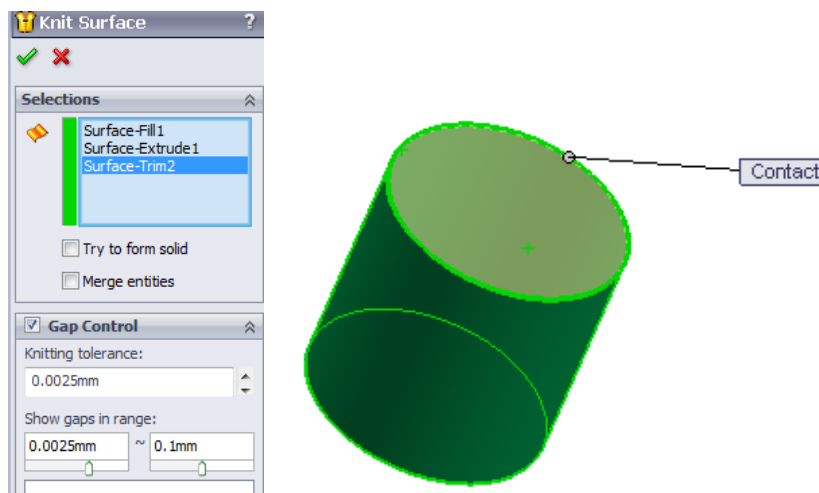 Knit Surface ?
Selections
Surface-Fill1
Surface-Extrude1
Surface-Trim2
Try to form solid
Merge entities
Gap Control
Knitting tolerance:
0.0025mm
Show gaps in range:
0.0025mm ~ 0.1mm
Contact